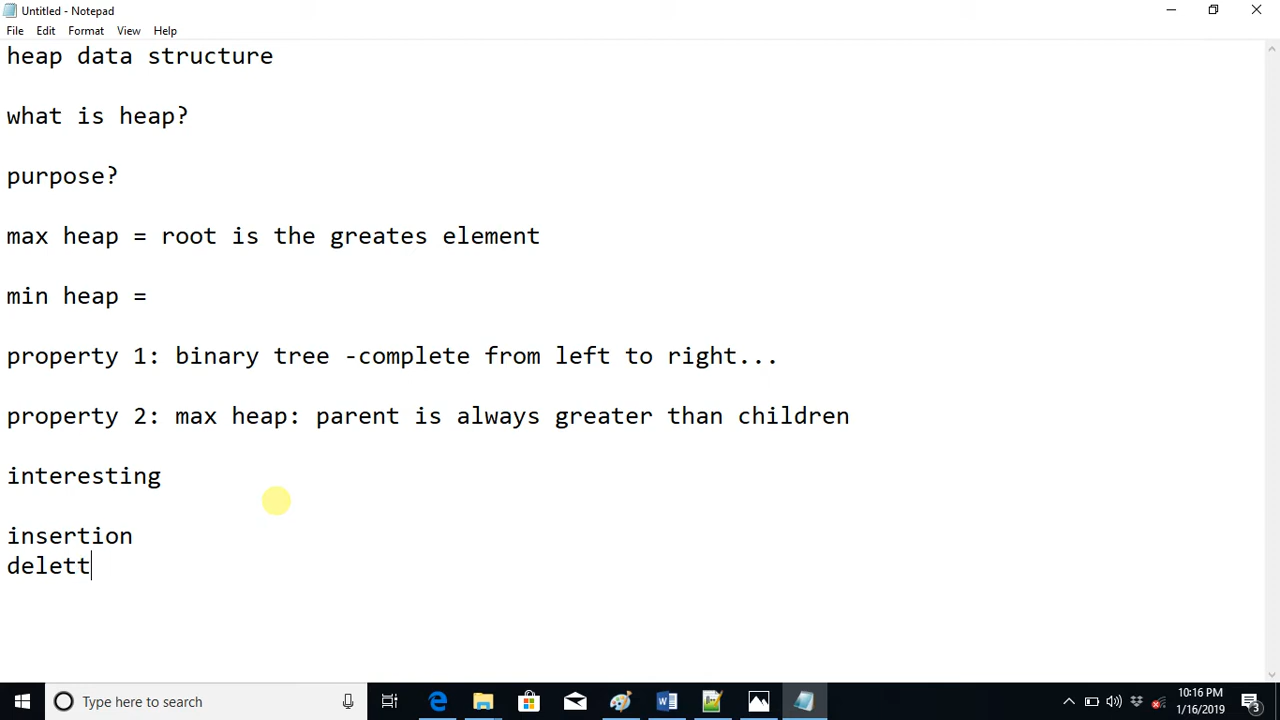 Untitled - Notepad
File Edit Format View Help
heap data structure
what is heap?
purpose?
max heap = root is the greates element
min heap =
property 1: binary tree -complete from left to right...
property 2: max heap: parent is always greater than children
interesting
insertion
delett
Type here to search
10:16 PM
1/16/2019
3